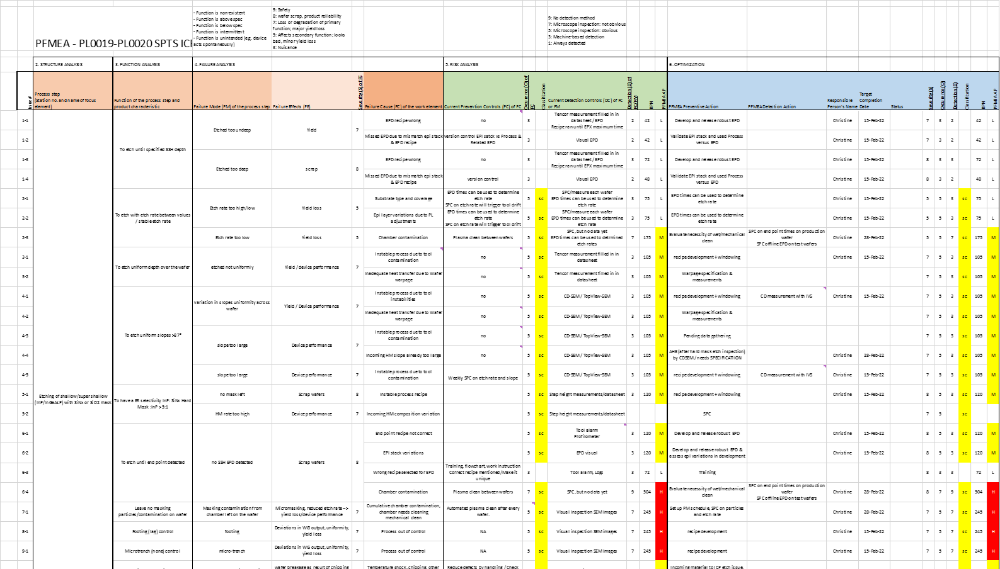 - Function is non-existent
- Function is above spec
- Function is below spec
- Function is intermittent
- Function is unintended (e.g. device acts spontaneously)
9: Safety
8: wafer scrap, product reliability
7: Loss or degradation of primary function; major yield loss
5: Affects secondary function; looks bad, minor yield loss
3: Nuisance
9: No detection method
7: Microscope inspection: not obvious
5: Microscope inspection: obvious
3: Machine-based detection
1: Always detected
PFMEA - PL0019-PL0020 SPTS ICP
2. STRUCTURE ANALYSIS
3. FUNCTION ANALYSIS
4. FAILURE ANALYSIS
5. RISK ANALYSIS
6. OPTIMIZATION
Issue #
Process step (Station no. and name of focus element)
Function of the process step and product characteristic
Failure Mode (FM) of the process step
Failure Effects (FE)
Severity (S) of FE
Failure Cause (FC) of the work element
Current Prevention Controls (PC) of FC
Occurence (O) of FC
Classification
Current Detection Controls (DC) of FC or FM
Detection (D) of FC/FM
RPN
PFMEA AP
PFMEA Preventive Action
PFMEA Detection Action
Responsible Person's Name
Target Completion Date
Status
Severity (S)
Occurence (O)
Detection (D)
Classification
RPN
PFMEA AP
Etching of shallow/super shallow (InP/InGaAsP) with SiNx or SiO2 mask
1-1 To etch until specified SSH depth Etched too undeep Yield 7 EPD recipe wrong no 3 Tencor measurement filled in in datasheet / EPD Recipe ran until EPX maximum time 2 42 L Develop and release robust EPD Christine 15-Feb-22 7 3 2 42 L
1-2 Missed EPD due to mismatch epi stack & EPD recipe version control EPI satck vs Process & Related EPD 3 Visual EPD 2 42 L Validate EPI stack and used Process versus EPD Christine 15-Feb-22 7 3 2 42 L
1-3 Etched too deep scrap 8 EPD recipe wrong no 3 Tencor measurement filled in in datasheet / EPD Recipe ran until EPX maximum time 3 72 L Develop and release robust EPD Christine 15-Feb-22 8 3 3 72 L
1-4 Missed EPD due to mismatch epi stack & EPD recipe version control 3 Visual EPD 2 48 L Validate EPI stack and used Process versus EPD Christine 15-Feb-22 8 3 2 48 L
2-1 To etch with etch rate between values / stable etch rate Etch rate too high/low Yield loss 5 Substrate type and coverage EPD times can be used to determine etch rate SPC on etch rate will trigger tool drift 5 sc SPC/measure each wafer EPD times can be used to determine etch rate 3 75 L EPD times can be used to determine etch rate Christine 15-Feb-22 5 5 3 sc 75 L
2-2 Epi layer variations due to PL adjustments EPD times can be used to determine etch rate SPC on etch rate will trigger tool drift 5 sc SPC/measure each wafer EPD times can be used to determine etch rate 3 75 L EPD times can be used to determine etch rate Christine 15-Feb-22 5 5 3 sc 75 L
2-3 Etch rate too low Yield loss 5 Chamber contamination Plasma clean between wafers 5 sc SPC, but no data yet EPD times can be used to detrmined etch rates 7 175 M Evaluate necessity of wet/mechanical clean SPC on end point times on production wafer SPC offline EPD on test wafers Christine 28-Feb-22 5 5 7 sc 175 M
3-1 To etch uniform depth over the wafer etched not uniformly Yield / device performance 7 Instable process due to tool contamination no 5 sc Tencor measurement filled in in datasheet 3 105 M recipe development + windowing Christine 15-Feb-22 7 5 3 sc 105 M
3-2 Inadequate heat transfer due to Wafer warpage no 5 sc Tencor measurement filled in in datasheet 3 105 M Warpage specification & measurements 7 5 3 sc 105 M
4-1 To etch uniform slopes >87° variation in slopes uniformity across wafer Yield / Device performance 7 Instable process due to tool instabilities no 5 sc CD-SEM / TopView-SEM 3 105 M recipe development + windowing CD measurement with IVS Christine 15-Feb-22 7 5 3 sc 105 M
4-2 Inadequate heat transfer due to Wafer warpage no 5 sc CD-SEM / TopView-SEM 3 105 M Warpage specification & measurements 7 5 3 sc 105 M
4-3 slope too large Device performance 7 Instable process due to tool contamination no 5 sc CD-SEM / TopView-SEM 3 105 M Pending data gathering 7 5 3 sc 105 M
4-4 Incoming HM slope already too large no 5 sc CD-SEM / TopView-SEM 3 105 M AHE (after hard mask etch inspection) by CDSEM / needs SPECIFICATION Christine 28-Feb-22 7 5 3 sc 105 M
4-5 slope too large Device performance 7 Instable process due to tool contamination Weekly SPC on etch rate and slope 5 sc CD-SEM / TopView-SEM 3 105 M recipe development + windowing CD measurement with IVS Christine 15-Feb-22 7 5 3 sc 105 M
5-1 To have a ER selectivity InP: SiNx Hard Mask :InP > 5:1 no mask left Scrap wafers 8 Instable process recipe 5 sc Step height measurements/datasheet 3 120 M recipe development + windowing Christine 15-Feb-22 8 5 3 sc 120 M
5-2 HM rate too high Device performance 7 Incoming HM composition variation 5 sc Step height measurements/datasheet SPC 7 5 sc
6-1 To etch until end point detected no SSH EPD detected Scrap wafers 8 End point recipe not correct 5 sc Tool alarm Profilometer 3 120 M Develop and release robust EPD Christine 15-Feb-22 8 5 3 sc 120 M
6-2 EPI stack variations 5 sc EPD visual 3 120 M Develop and release robust EPD & assess epi variations in development Christine 15-Feb-22 8 5 3 sc 120 M
6-3 Wrong recipe selected for EPD Training, flowchart, work instruction Correct recipe mentioned/Make it unique 3 Tool alarm, Logs 3 72 L Training 8 3 3 72 L
6-4 Chamber contamination Plasma clean between wafers 7 sc SPC, but no data yet 9 504 H Evaluate necessity of wet/mechanical clean SPC on end point times on production wafer SPC offline EPD on test wafers Christine 28-Feb-22 8 7 9 sc 504 H
7-1 Leave no masking particles/contamination on wafer Masking contamination from chamber left on the wafer Micromasking, reduced etch rate --> yield loss/device performance 7 Cumulative chamber contamination, chamber needs cleaning mechanical clean Automated plasma clean after every wafer. 5 sc Visual inspection SEM images 7 245 H Set up PM schedule, SPC on particles and etch rate Christine 28-Feb-22 7 5 7 sc 245 H
8-1 Footing (lag) control footing Deviations in WG output, uniformity, yield loss 7 Process out of control NA 5 sc Visual inspection SEM images 7 245 H recipe development Christine 15-Feb-22 7 5 7 sc 245 H
9-1 Microtrench (none) control micro-trench Deviations in WG output, uniformity, yield loss 7 Process out of control NA 5 sc Visual inspection SEM images 7 245 H recipe development Christine 15-Feb-22 7 5 7 sc 245 H
wafer breakage as result of chipping Temperature shock, chipping, other Reduce defects by handling / Check Incoming material to ICP etch issue.